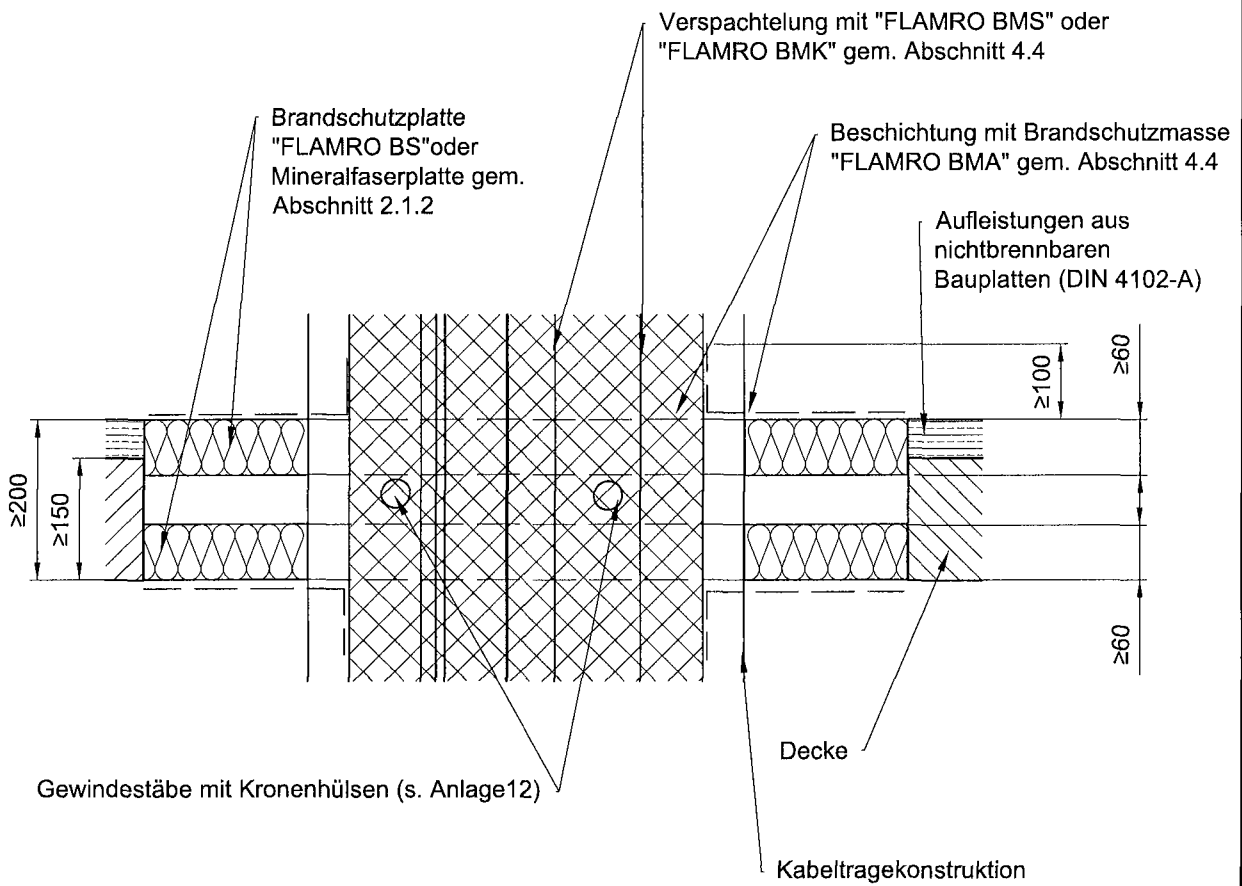 Verspachtelung mit "FLAMRO BMS" oder
"FLAMRO BMK" gem. Abschnitt 4.4
Brandschutzplatte
"FLAMRO BS"oder
Mineralfaserplatte gem.
Abschnitt 2.1.2
Beschichtung mit Brandschutzmasse
"FLAMRO BMA" gem. Abschnitt 4.4
Aufleistungen aus
nichtbrennbaren
Bauplatten (DIN 4102-A)
≥100
≥60
≥200
≥150
≥60
Decke
Gewindestäbe mit Kronenhülsen (s. Anlage12)
Kabeltragekonstruktion